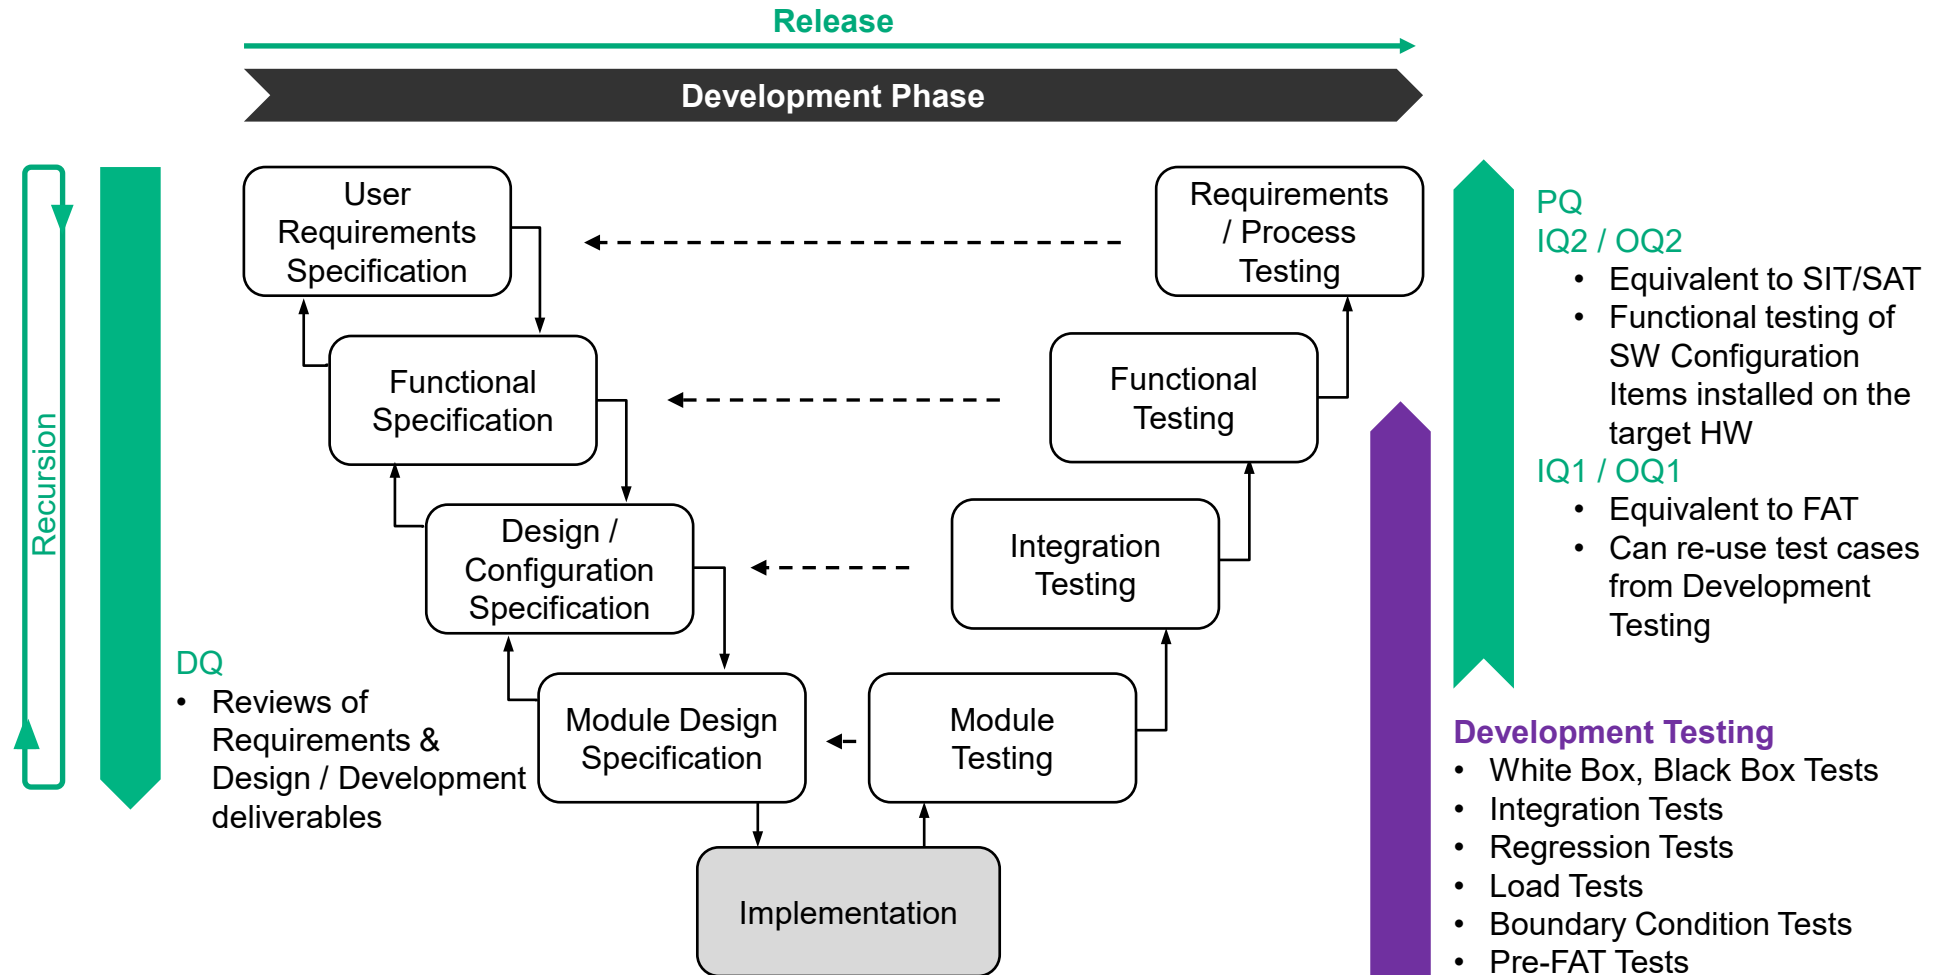 Release
Development Phase
User
Requirements
Specification
Requirements
/ Process
Testing
Functional
Specification
Functional
Testing
Design /
Configuration
Specification
Integration
Testing
Module Design
Specification
Module
Testing
Implementation
Recursion
DQ
• Reviews of
Requirements &
Design / Development
deliverables
PQ
IQ2 / OQ2
• Equivalent to SIT/SAT
• Functional testing of
SW Configuration
Items installed on the
target HW
IQ1 / OQ1
• Equivalent to FAT
• Can re-use test cases
from Development
Testing
Development Testing
• White Box, Black Box Tests
• Integration Tests
• Regression Tests
• Load Tests
• Boundary Condition Tests
• Pre-FAT Tests